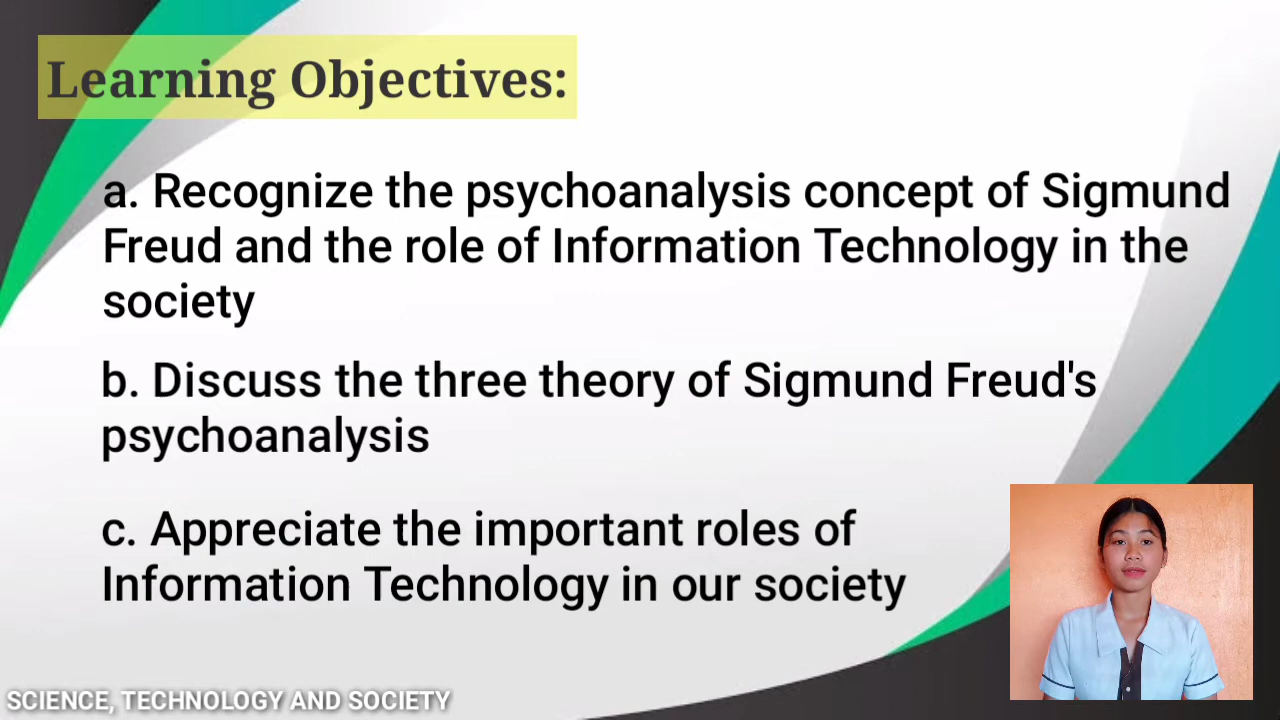 Learning Objectives:
a. Recognize the psychoanalysis concept of Sigmund
Freud and the role of Information Technology in the
society
b. Discuss the three theory of Sigmund Freud's
psychoanalysis
c. Appreciate the important roles of
Information Technology in our society
SCIENCE, TECHNOLOGY AND SOCIETY